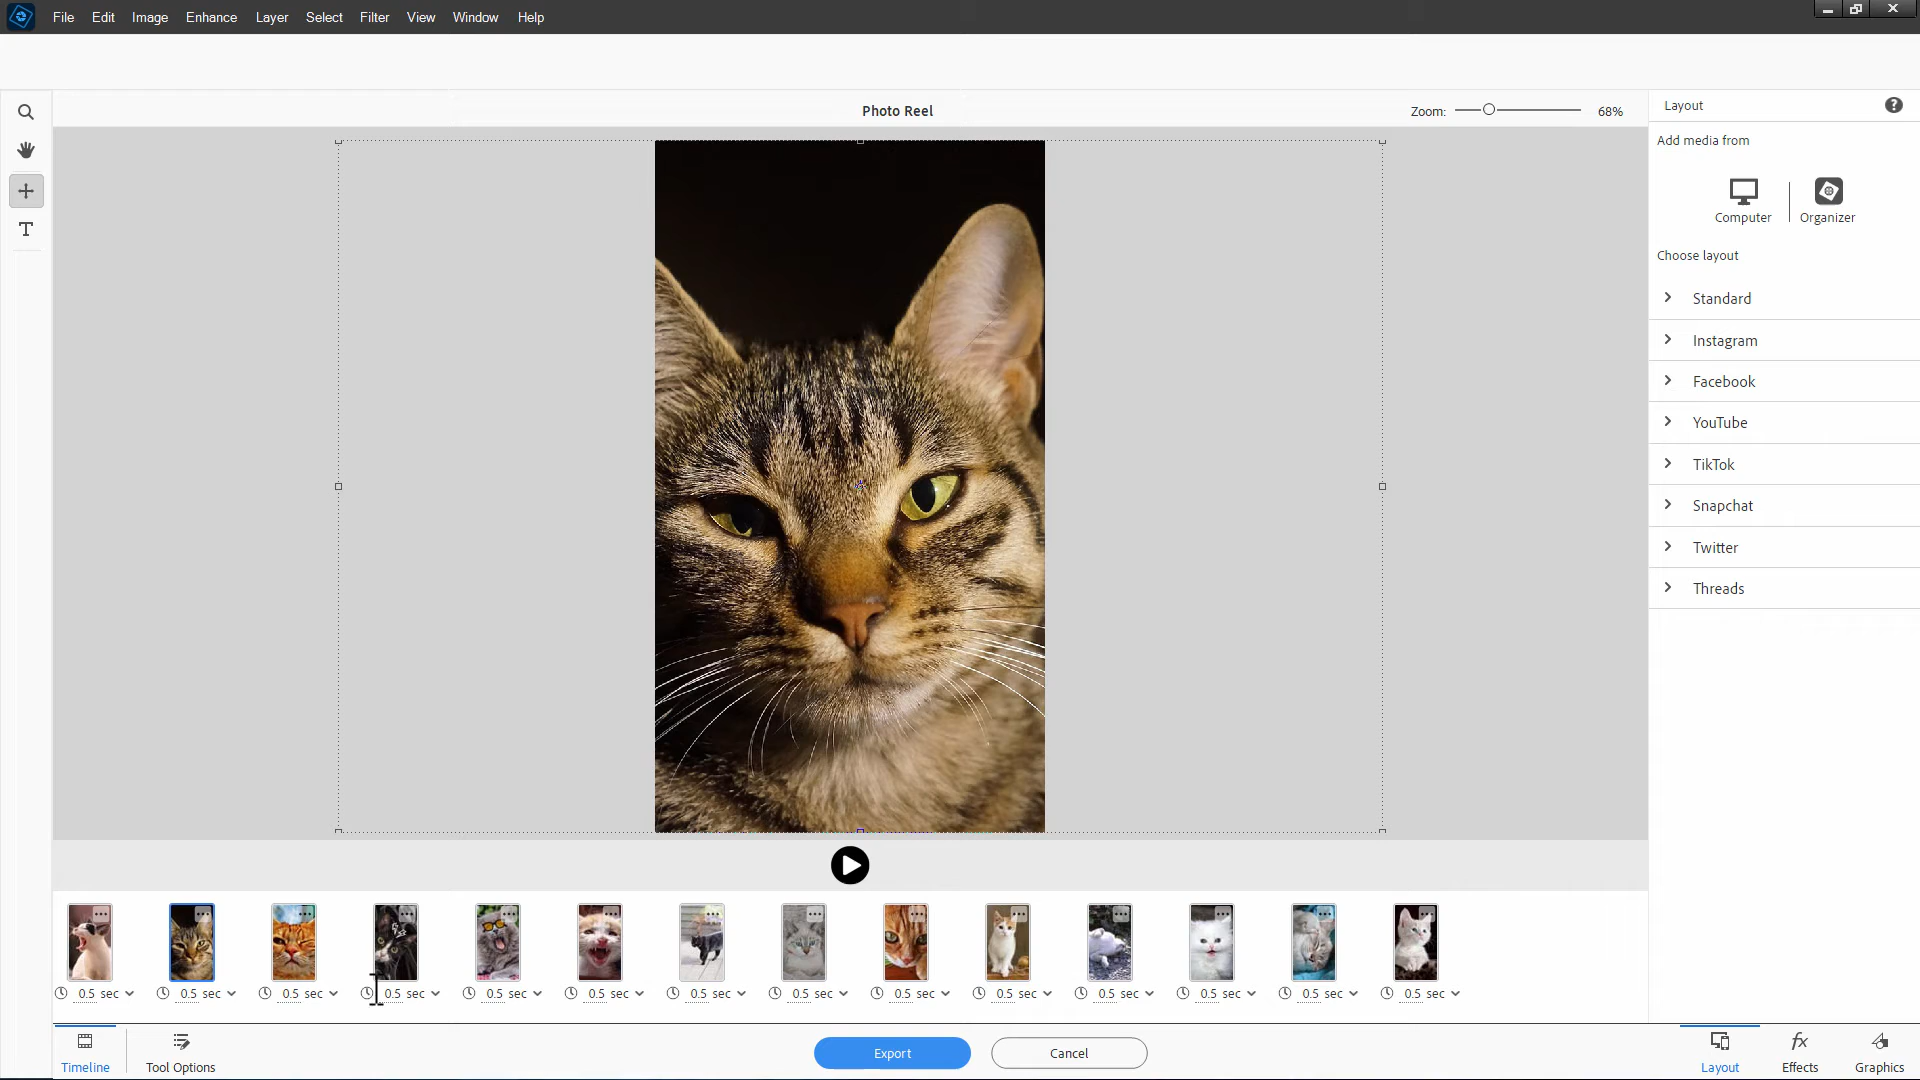 File Edit Image Enhance Layer Select Filter View Window Help
Photo Reel
Zoom: 68%
Layout
Add media from
Computer Organizer
Choose layout
Standard
Instagram
Facebook
YouTube
TikTok
Snapchat
Twitter
Threads
0.5 sec 0.5 sec 0.5 sec 0.5 sec 0.5 sec 0.5 sec 0.5 sec 0.5 sec 0.5 sec 0.5 sec 0.5 sec 0.5 sec 0.5 sec 0.5 sec
Timeline Tool Options Export Cancel Layout Effects Graphics